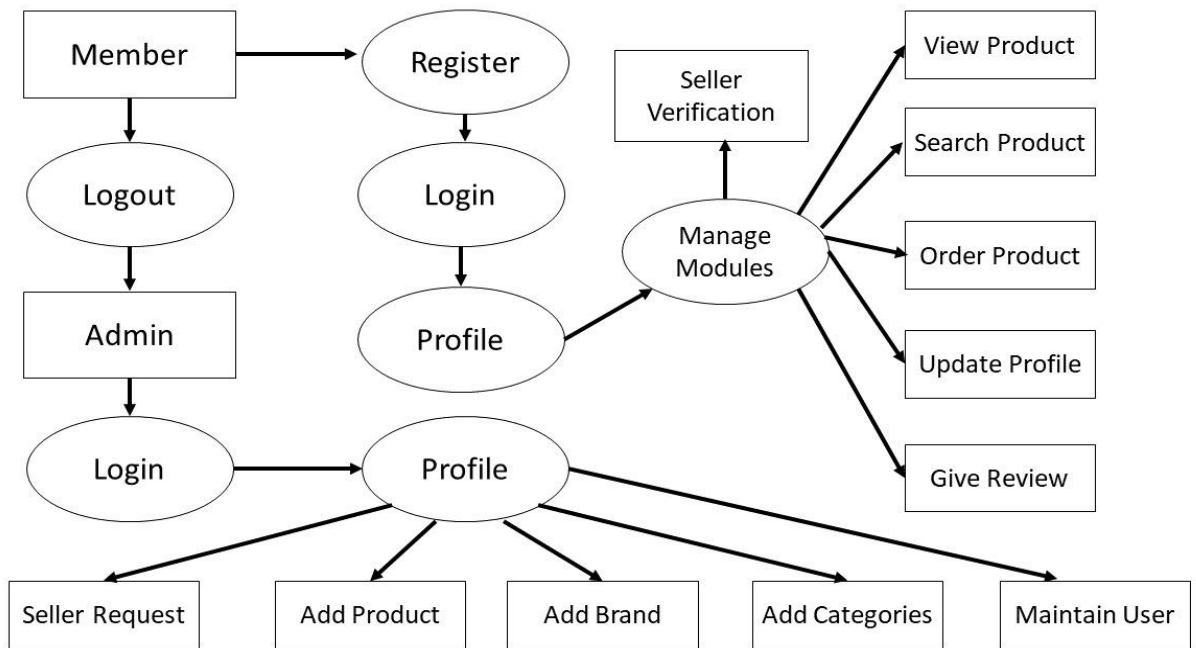 Member
Register
Seller
Verification
View Product
Search Product
Logout
Login
Manage
Modules
Order Product
Admin
Profile
Update Profile
Login
Profile
Give Review
Seller Request
Add Product
Add Brand
Add Categories
Maintain User